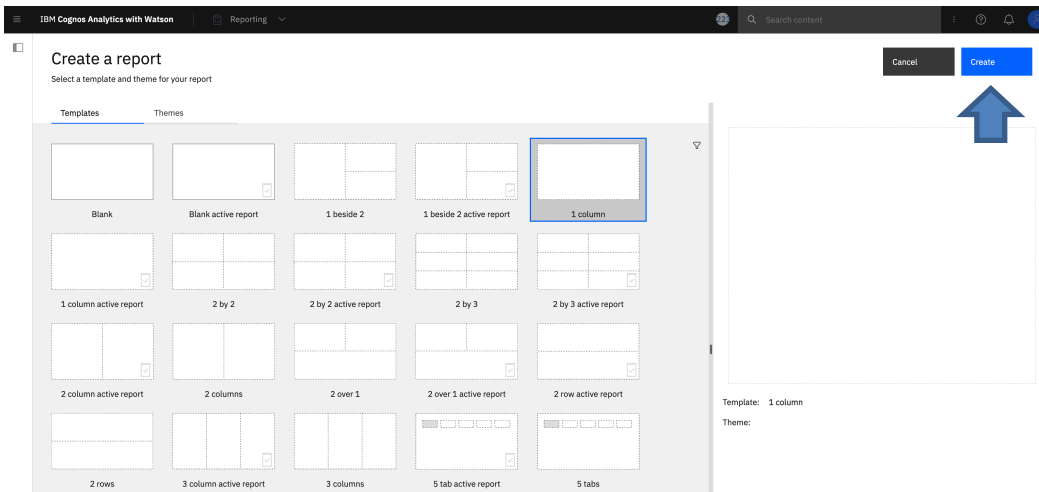 IBM Cognos Analytics with Watson
Reporting
22
Search content
Create a report
Select a template and theme for your report
Cancel
Create
Templates
Themes
Blank
Blank active report
1 beside 2
1 beside 2 active report
1 column
1 column active report
2 by 2
2 by 2 active report
2 by 3
2 by 3 active report
2 column active report
2 columns
2 over 1
2 over 1 active report
2 row active report
Template: 1 column
Theme:
2 rows
3 column active report
3 columns
5 tab active report
5 tabs